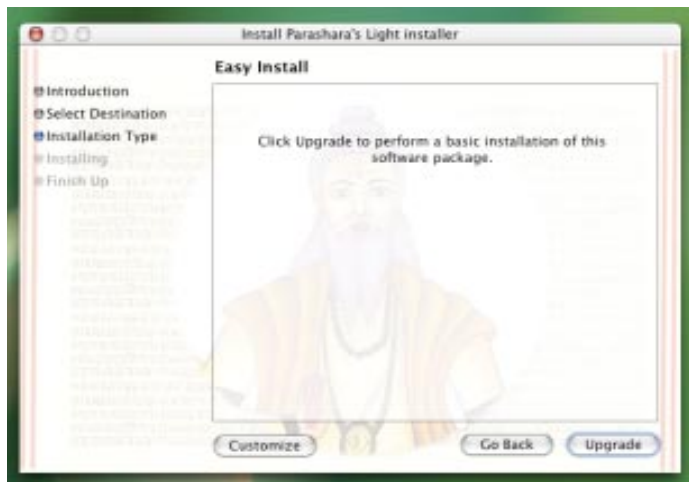 Install Parashara's Light installer
Easy Install
Introduction
Select Destination
Installation Type
Installing
Finish Up
Click Upgrade to perform a basic installation of this
software package.
Customize
Go Back
Upgrade